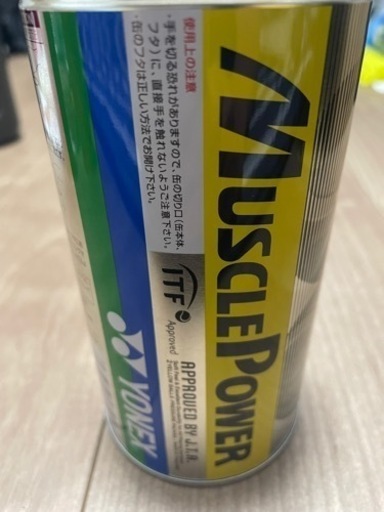 使用上の注意
・手を切る恐れがありますので、缶の切り口(缶本体、
フタ)に、直接手を触れないようご注意下さい。
・缶のフタは正しい方法でお開け下さい。
MUSCLEPOWER
ITF
Approved
APPROVED BY J.T.A.
YONEX